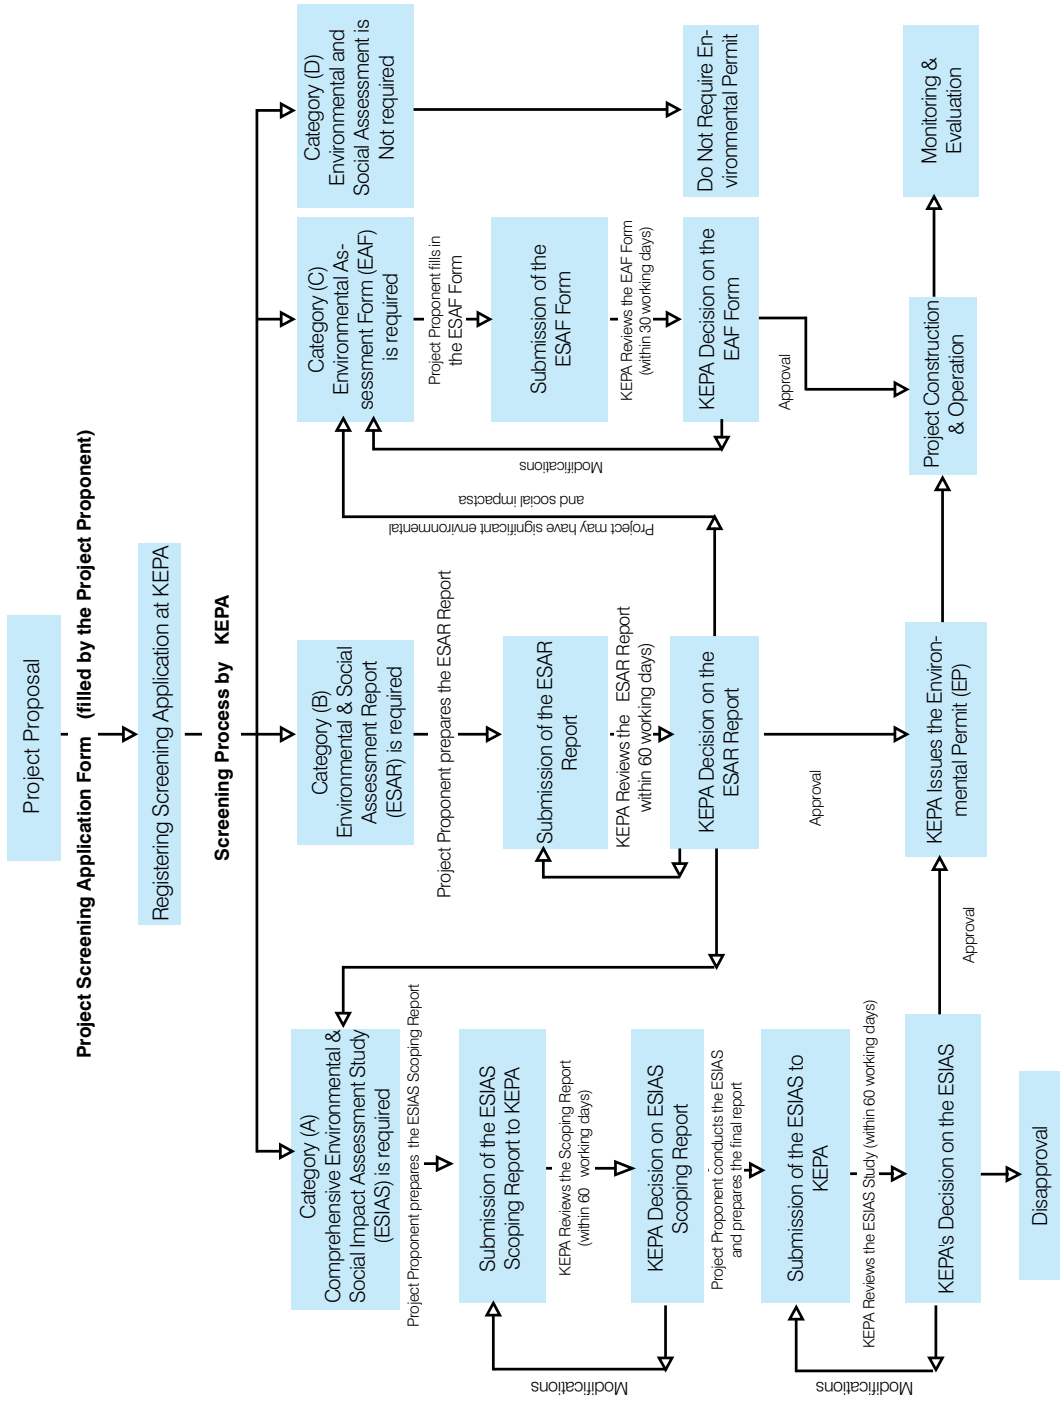 Project Proposal
Project Screening Application Form (filled by the Project Proponent)
Registering Screening Application at KEPA
Screening Process by KEPA
Category (A)
Comprehensive Environmental &
Social Impact Assessment Study
(ESIAS) is required
Project Proponent prepares the ESIAS Scoping Report
Submission of the ESIAS
Scoping Report to KEPA
KEPA Reviews the Scoping Report
(within 60 working days)
KEPA Decision on ESIAS
Scoping Report
Modifications
Project Proponent conducts the ESIAS
and prepares the final report
Submission of the ESIAS to
KEPA
KEPA Reviews the ESIAS Study (within 60 working days)
KEPA's Decision on the ESIAS
Modifications
Approval
Disapproval
Category (B)
Environmental & Social
Assessment Report
(ESAR) is required
Project Proponent prepares the ESAR Report
Submission of the ESAR
Report
KEPA Reviews the ESAR Report
within 60 working days)
KEPA Decision on the
ESAR Report
Approval
KEPA Issues the Environ-
mental Permit (EP)
Project may have significant environmental
and social impactsa
Category (C)
Environmental As-
sessment Form (EAF)
is required
Project Proponent fills in
the ESAF Form
Submission of the
ESAF Form
KEPA Reviews the EAF Form
(within 30 working days)
KEPA Decision on the
EAF Form
Modifications
Approval
Project Construction
& Operation
Category (D)
Environmental and
Social Assessment is
Not required
Do Not Require En-
vironmental Permit
Monitoring &
Evaluation